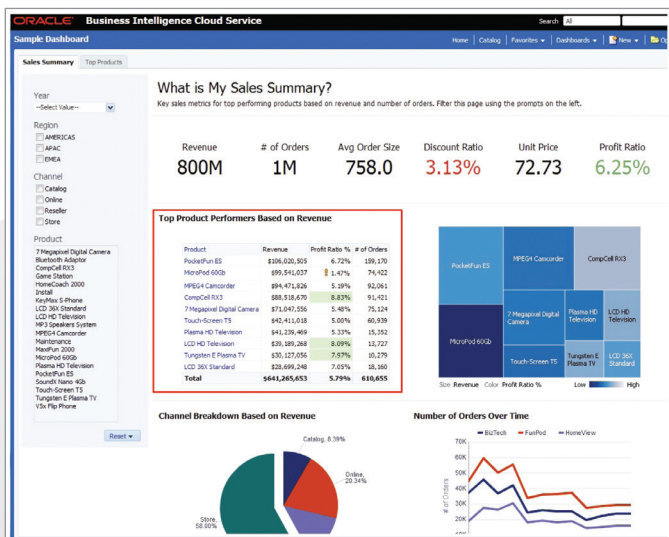 ORACLE Business Intelligence Cloud Service
Search All
Sample Dashboard
Home Catalog Favorites Dashboards New
Sales Summary Top Products
What is My Sales Summary?
Key sales metrics for top performing products based on revenue and number of orders. Filter this page using the prompts on the left.
Year
--Select Value--
Region
AMERICAS
APAC
EMEA
Channel
Catalog
Online
Reseller
Store
Product
7 Megapixel Digital Camera
Bluetooth Adaptor
CompCell RX3
Game Station
HomeCoach 2000
Install
KeyMax S-Phone
LCD 36X Standard
LCD HD Television
MP3 Speakers System
MPEG4 Camcorder
Maintenance
MaxiFun 2000
MicroPod 60Gb
Plasma HD Television
PocketFun ES
SoundX Nano 4Gb
Touch-Screen T5
Tungsten E Plasma TV
V5x Flip Phone
Reset
Revenue # of Orders Avg Order Size Discount Ratio Unit Price Profit Ratio
800M 1M 758.0 3.13% 72.73 6.25%
Top Product Performers Based on Revenue
Product Revenue Profit Ratio % # of Orders
PocketFun ES $106,020,505 6.72% 159,170
MicroPod 60Gb $99,541,037 1.47% 74,422
MPEG4 Camcorder $94,471,826 5.19% 92,061
CompCell RX3 $88,518,670 8.83% 91,421
7 Megapixel Digital Camera $71,047,556 5.48% 75,124
Touch-Screen T5 $42,411,018 5.00% 60,939
Plasma HD Television $41,239,469 5.33% 15,352
LCD HD Television $39,189,268 8.09% 13,727
Tungsten E Plasma TV $30,127,056 7.97% 10,279
LCD 36X Standard $28,699,248 7.05% 18,160
Total $641,265,653 5.79% 610,655
PocketFun ES
MPEG4 Camcorder
CompCell RX3
MicroPod 60Gb
7 Megapixel Digital
Camera
Plasma HD
Television
LCD HD
Television
Touch-Screen T5
Tungsten E
Plasma TV
LCD 36X
Standard
Size Revenue Color Profit Ratio % Low High
Channel Breakdown Based on Revenue
Catalog, 8.39%
Online,
20.34%
Store,
58.00%
Number of Orders Over Time
BizTech FunPod HomeView
# of Orders
70K
60K
50K
40K
30K
20K